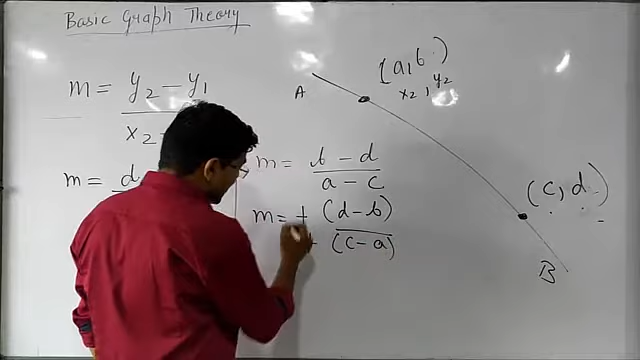 Basic Graph Theory
m = y₂ - y₁
x₂ -
m = d
m = b - d
a - c
m = + (d - b)
(c - a)
A
(a, b)
x₂, y₂
(c, d)
B